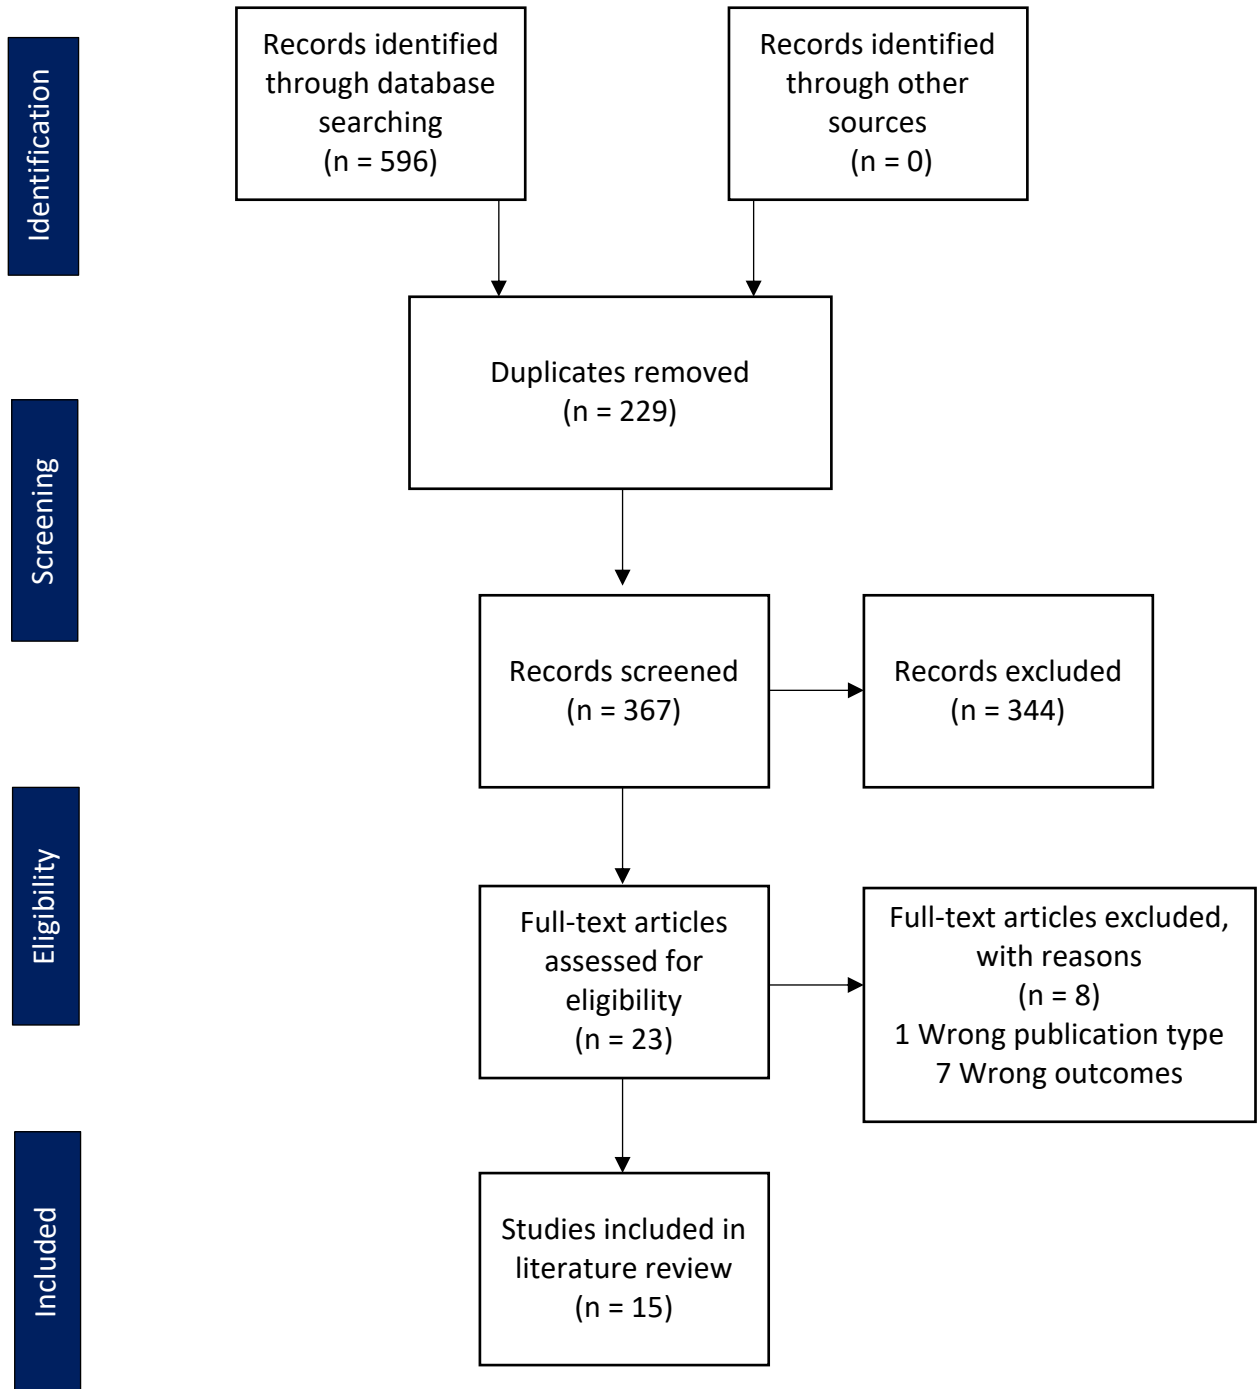 Identification
Records identified
through database
searching
(n = 596)
Records identified
through other
sources
(n = 0)
Duplicates removed
(n = 229)
Screening
Records screened
(n = 367)
Records excluded
(n = 344)
Eligibility
Full-text articles
assessed for
eligibility
(n = 23)
Full-text articles excluded,
with reasons
(n = 8)
1 Wrong publication type
7 Wrong outcomes
Included
Studies included in
literature review
(n = 15)